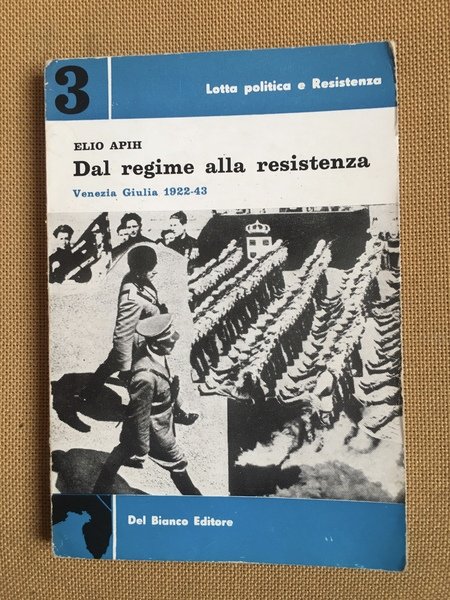 3
Lotta politica e Resistenza
ELIO APIH
Dal regime alla resistenza
Venezia Giulia 1922-43
Del Bianco Editore